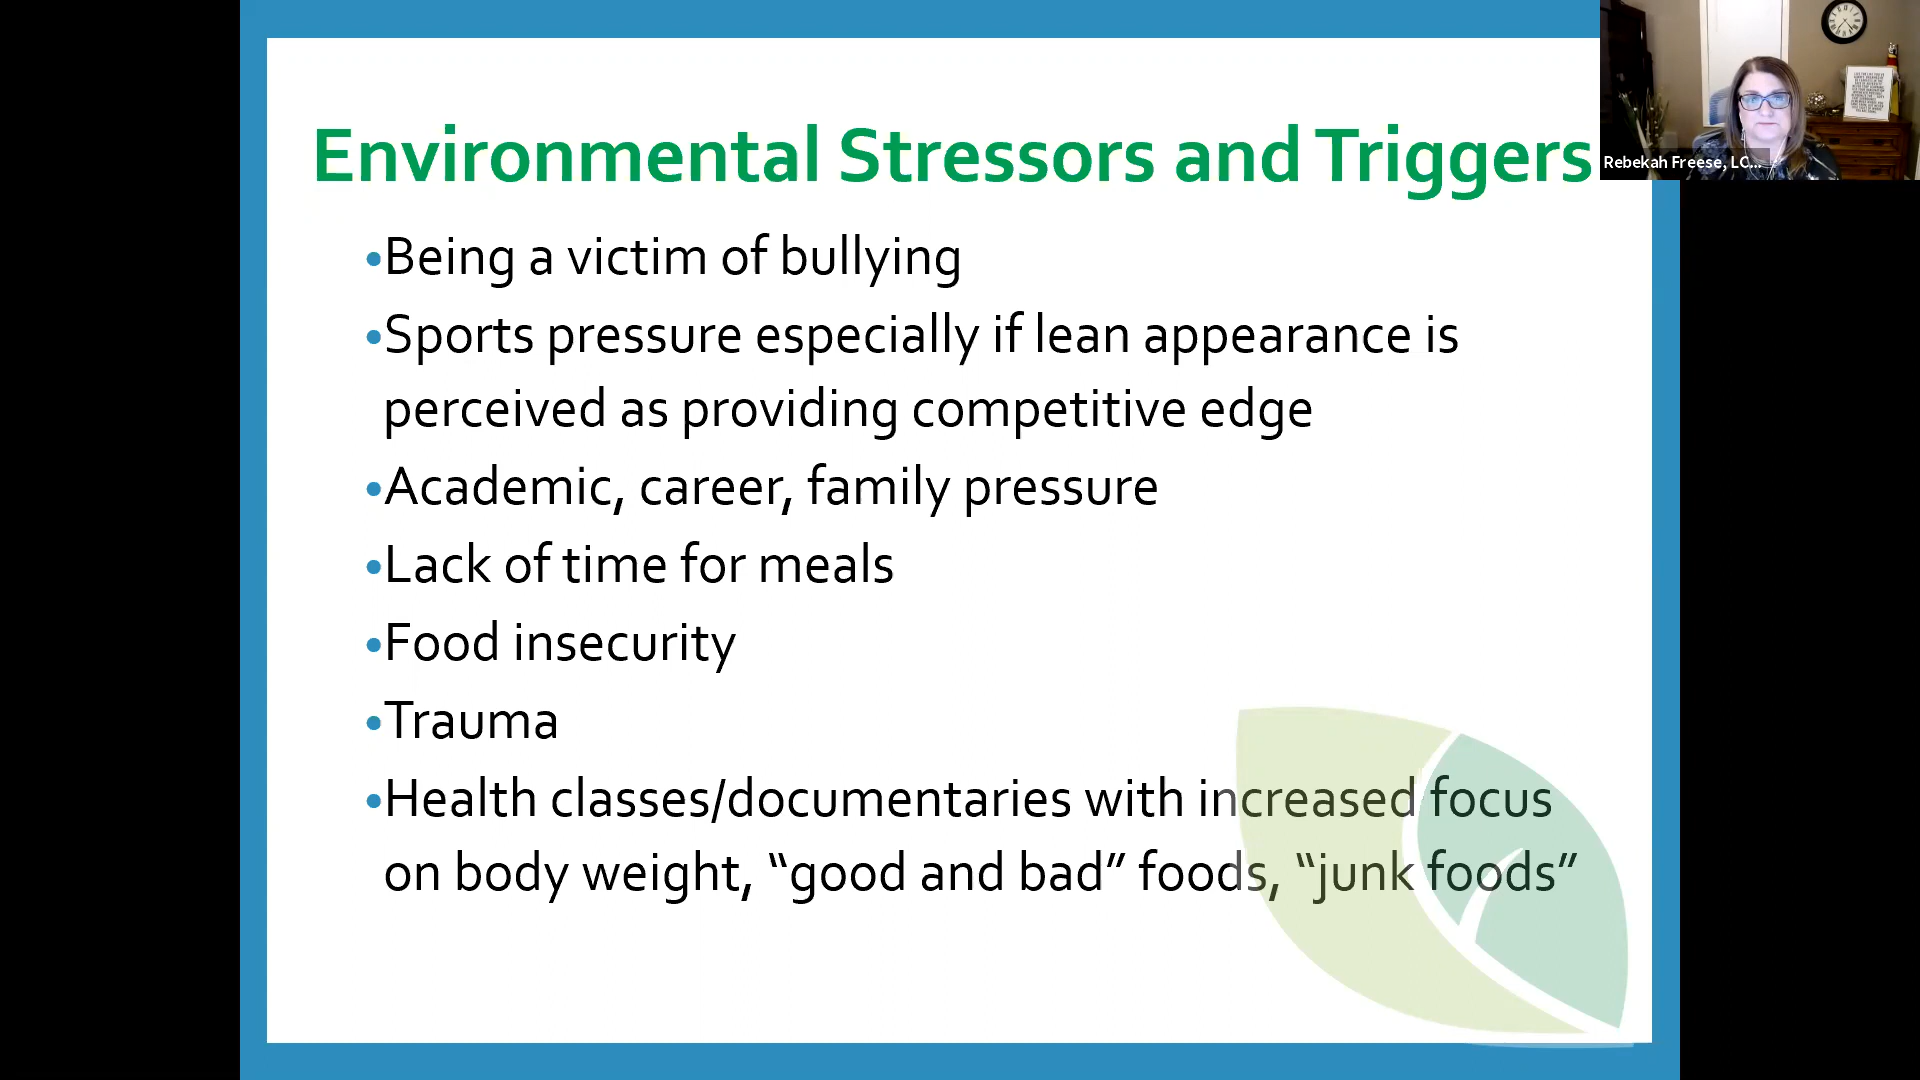 Environmental Stressors and Triggers
Rebekah Freese, LC...
•Being a victim of bullying
•Sports pressure especially if lean appearance is
perceived as providing competitive edge
•Academic, career, family pressure
•Lack of time for meals
•Food insecurity
•Trauma
•Health classes/documentaries with increased focus
on body weight, “good and bad” foods, “junk foods”